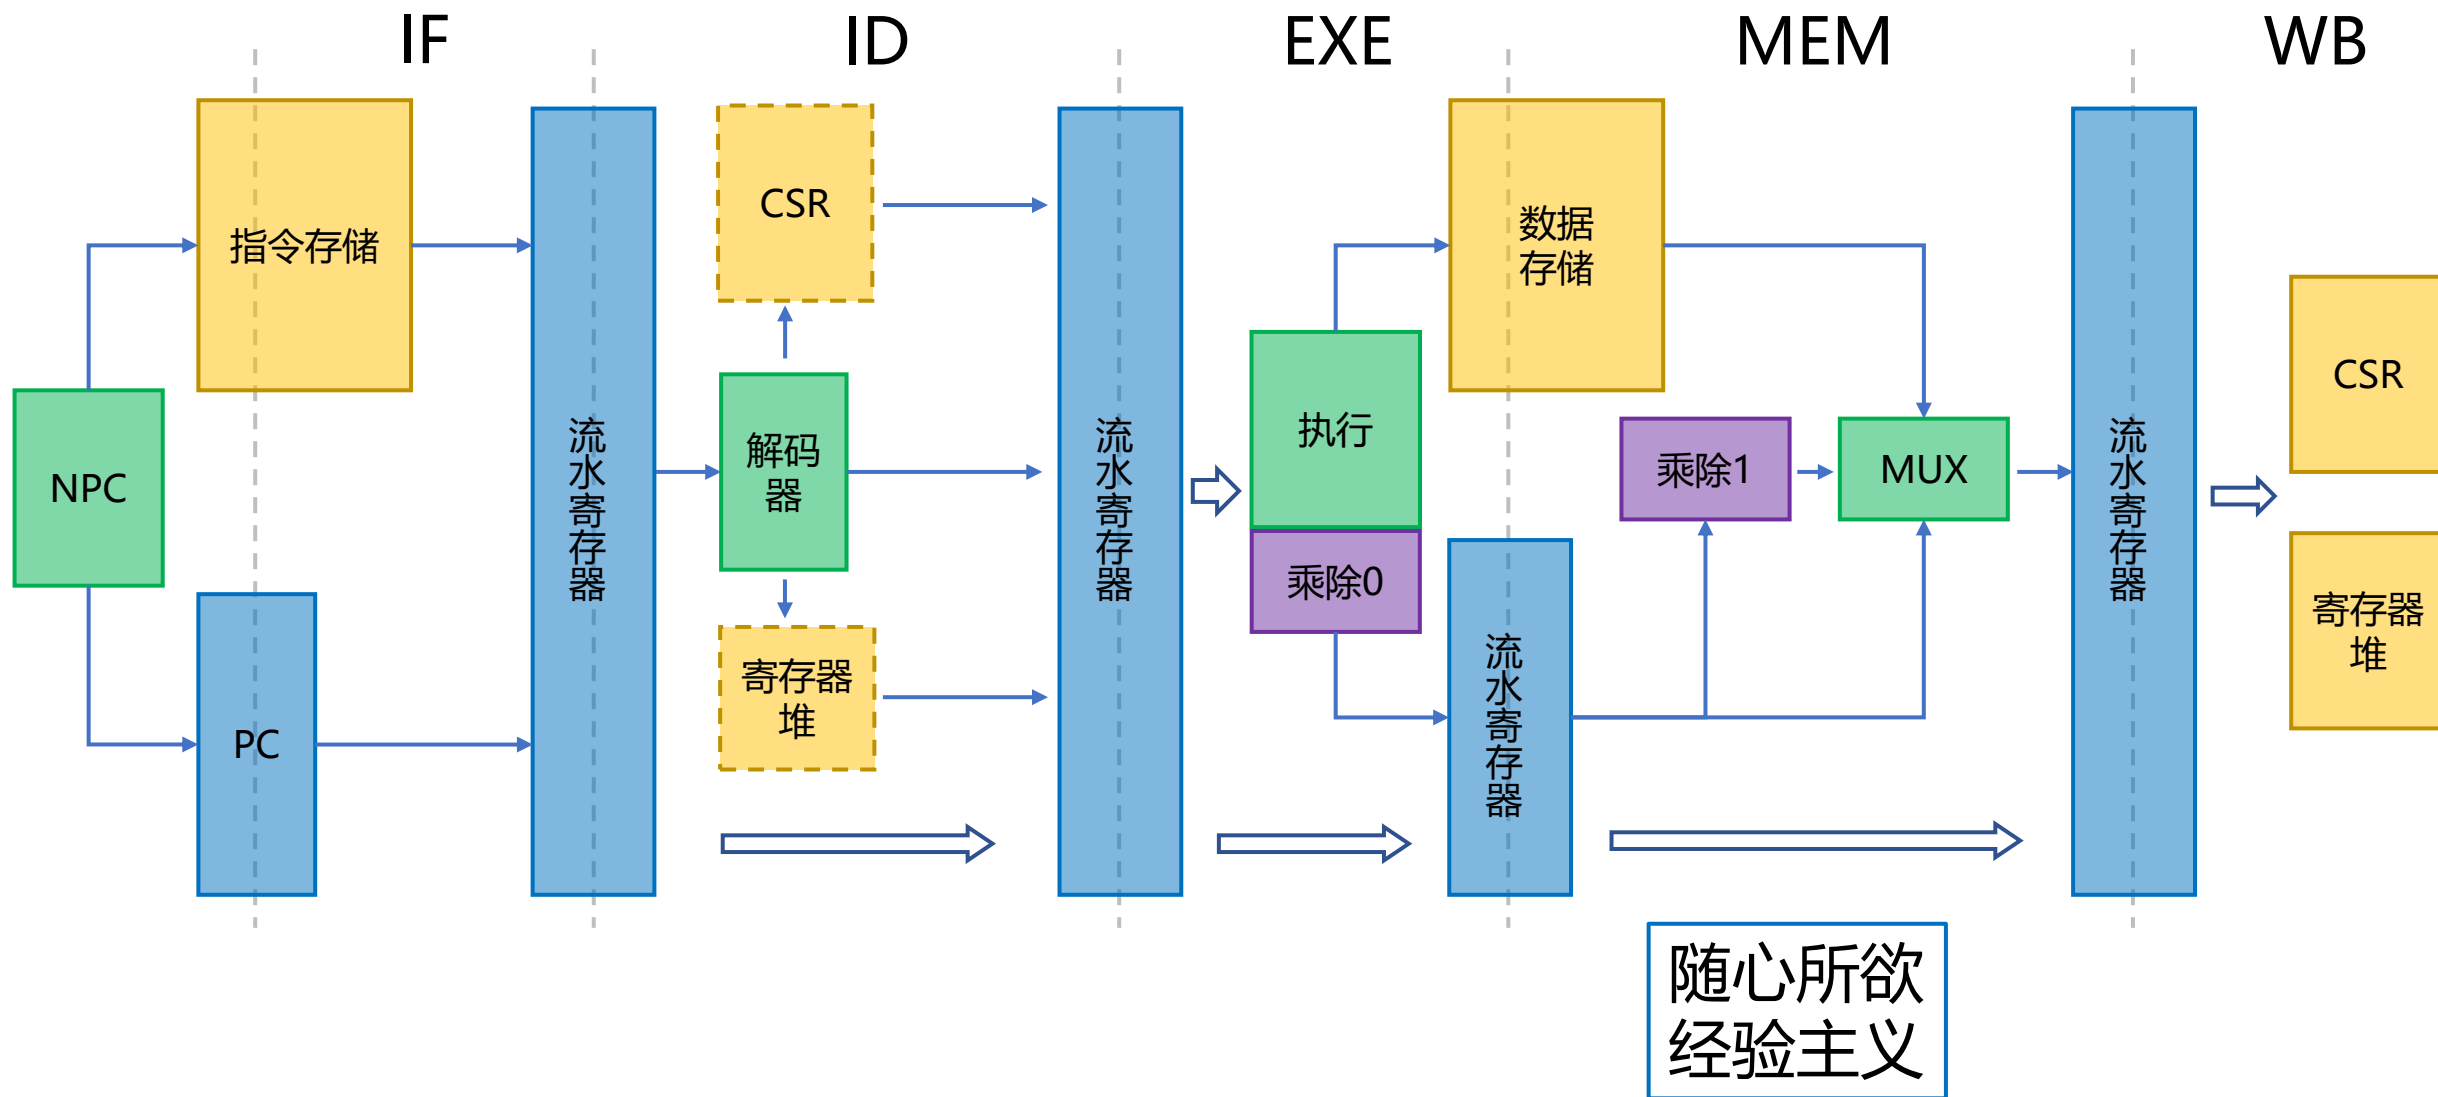 IF
ID
EXE
MEM
WB
指令存储
NPC
PC
流水寄存器
CSR
解码
器
寄存器
堆
流水寄存器
执行
乘除0
数据
存储
流水寄存器
乘除1
MUX
流水寄存器
CSR
寄存器
堆
随心所欲
经验主义